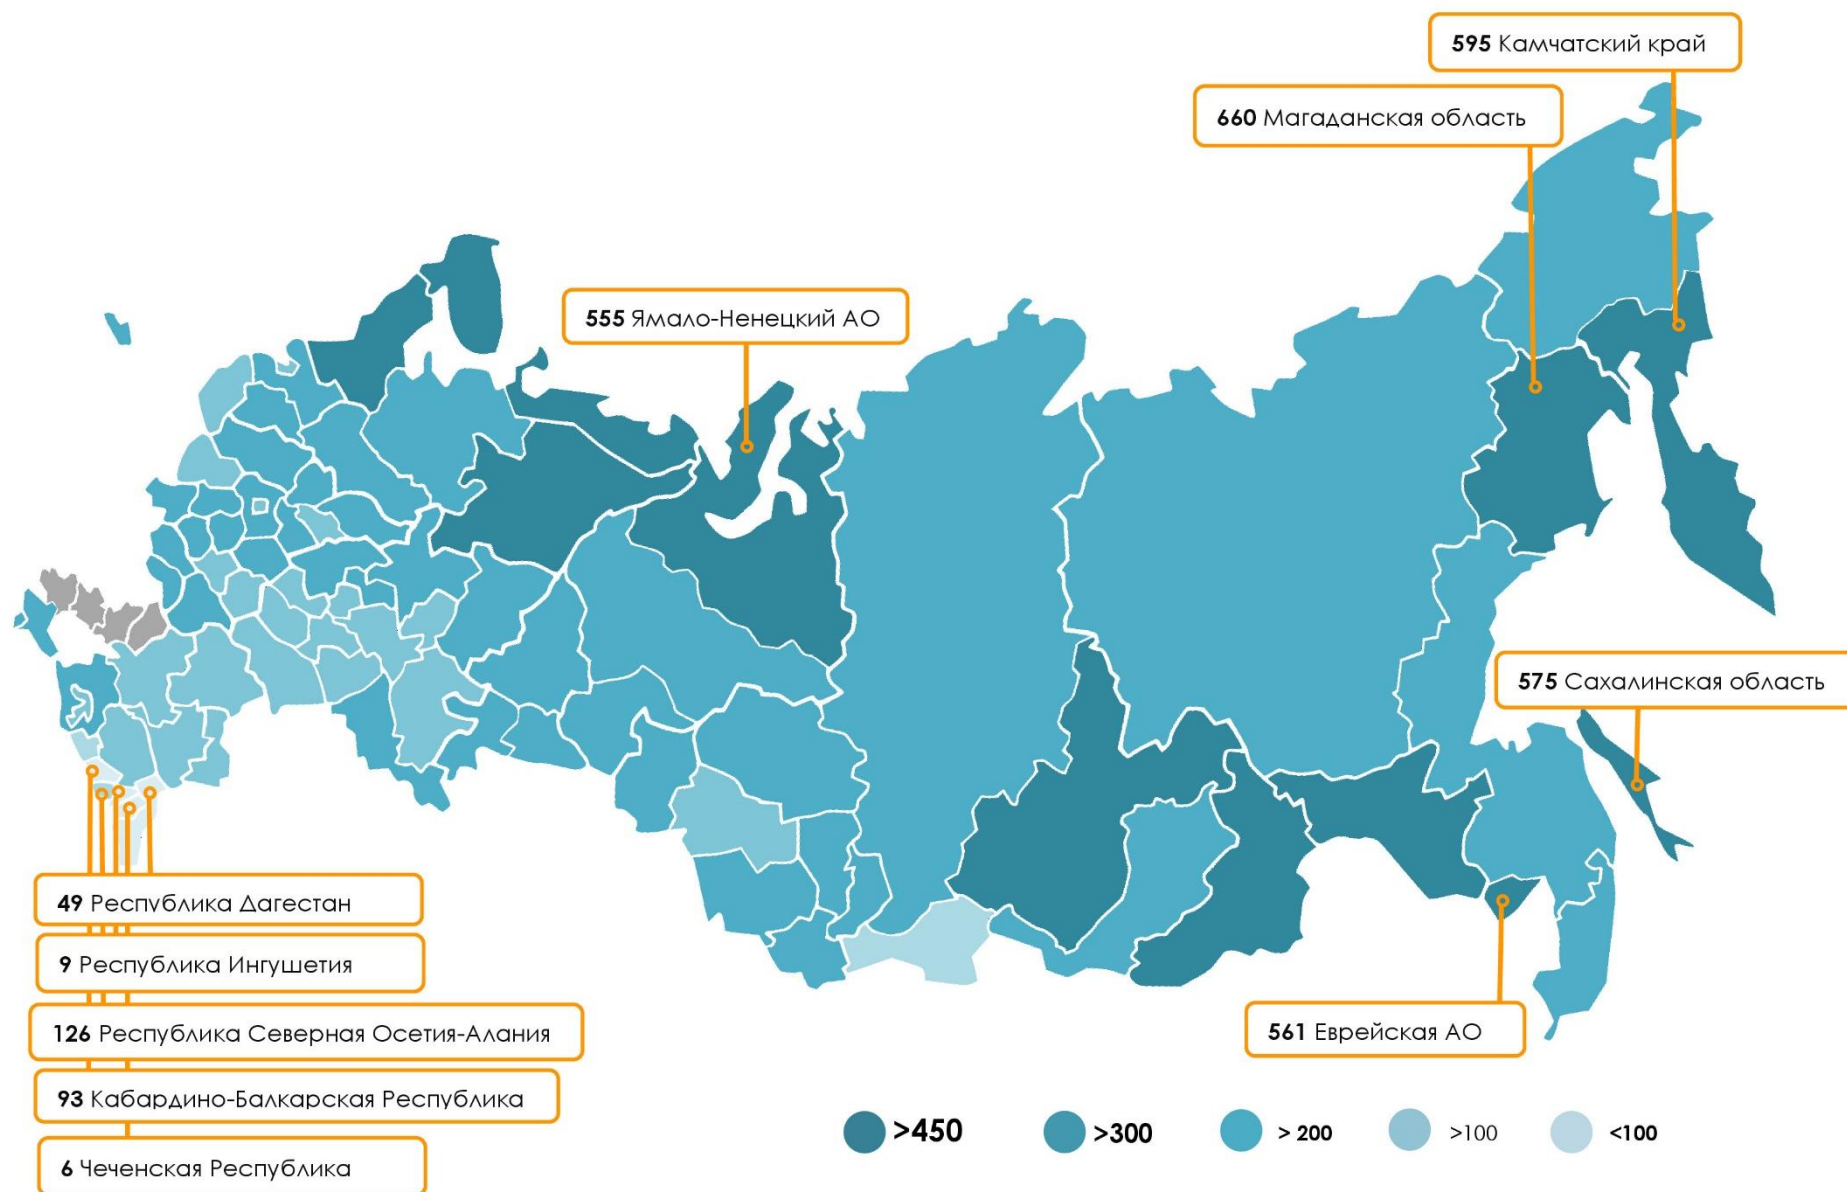 595 Камчатский край
660 Магаданская область
555 Ямало-Ненецкий АО
575 Сахалинская область
49 Республика Дагестан
9 Республика Ингушетия
126 Республика Северная Осетия-Алания
561 Еврейская АО
93 Кабардино-Балкарская Республика
6 Чеченская Республика
>450 >300 > 200 >100 <100